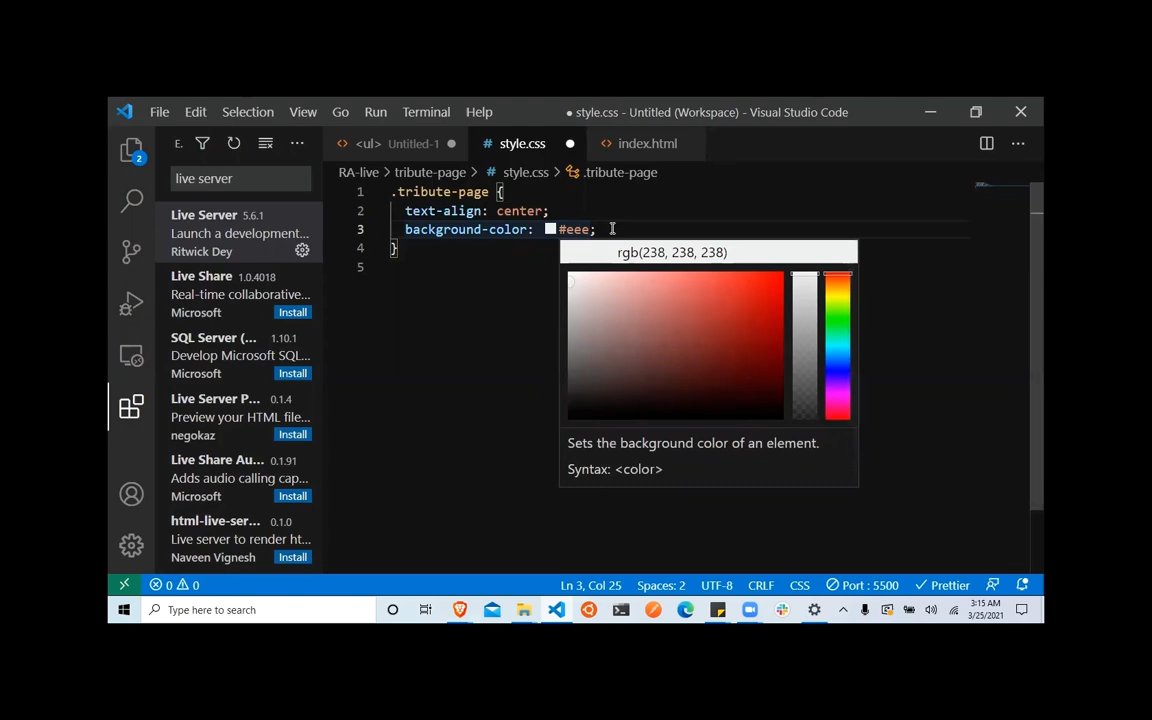 File Edit Selection View Go Run Terminal Help ● style.css - Untitled (Workspace) - Visual Studio Code
E. ...
<ul> Untitled-1 ● # style.css ● <> index.html ...
2
live server
RA-live > tribute-page > # style.css > .tribute-page
1 .tribute-page {
2 text-align: center;
3 background-color: #eee;
4 }
5
rgb(238, 238, 238)
Sets the background color of an element.
Syntax: <color>
Live Server 5.6.1
Launch a development...
Ritwick Dey
Live Share 1.0.4018
Real-time collaborative...
Microsoft Install
SQL Server (... 1.10.1
Develop Microsoft SQL...
Microsoft Install
Live Server P... 0.1.4
Preview your HTML file...
negokaz Install
Live Share Au... 0.1.91
Adds audio calling cap...
Microsoft Install
html-live-ser... 0.1.0
Live server to render ht...
Naveen Vignesh Install
0 0 Ln 3, Col 25 Spaces: 2 UTF-8 CRLF CSS Port : 5500 Prettier
Type here to search
3:15 AM
3/25/2021